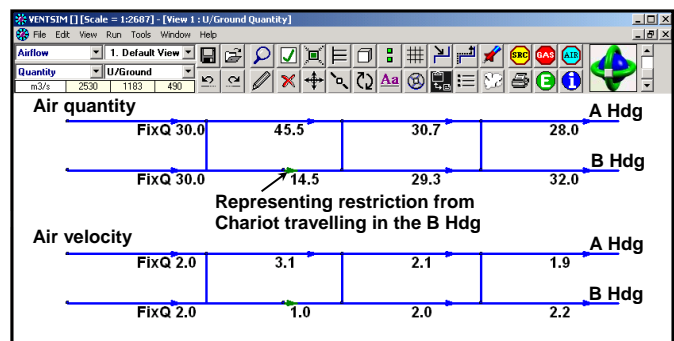 VENTSIM [] [Scale = 1:2687] - [View 1 : U/Ground Quantity]
File Edit View Run Tools Window Help
Airflow 1. Default View
SRC GAS AIR
Quantity U/Ground
m3/s 2530 1183 490
Aa E i
Air quantity
A Hdg
FixQ 30.0 45.5 30.7 28.0
B Hdg
FixQ 30.0 14.5 29.3 32.0
Representing restriction from
Chariot travelling in the B Hdg
Air velocity
A Hdg
FixQ 2.0 3.1 2.1 1.9
B Hdg
FixQ 2.0 1.0 2.0 2.2